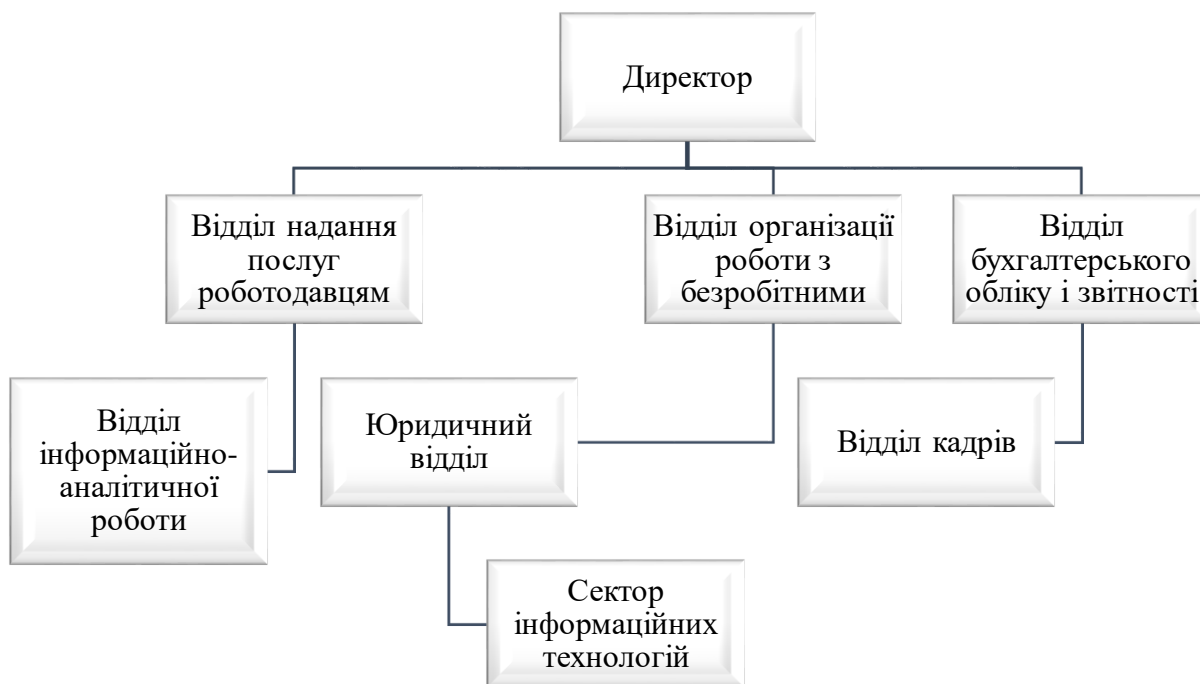 Директор
Відділ надання
послуг
роботодавцям
Відділ організації
роботи з
безробітними
Відділ
бухгалтерського
обліку і звітності
Відділ
інформаційно-
аналітичної
роботи
Юридичний
відділ
Відділ кадрів
Сектор
інформаційних
технологій